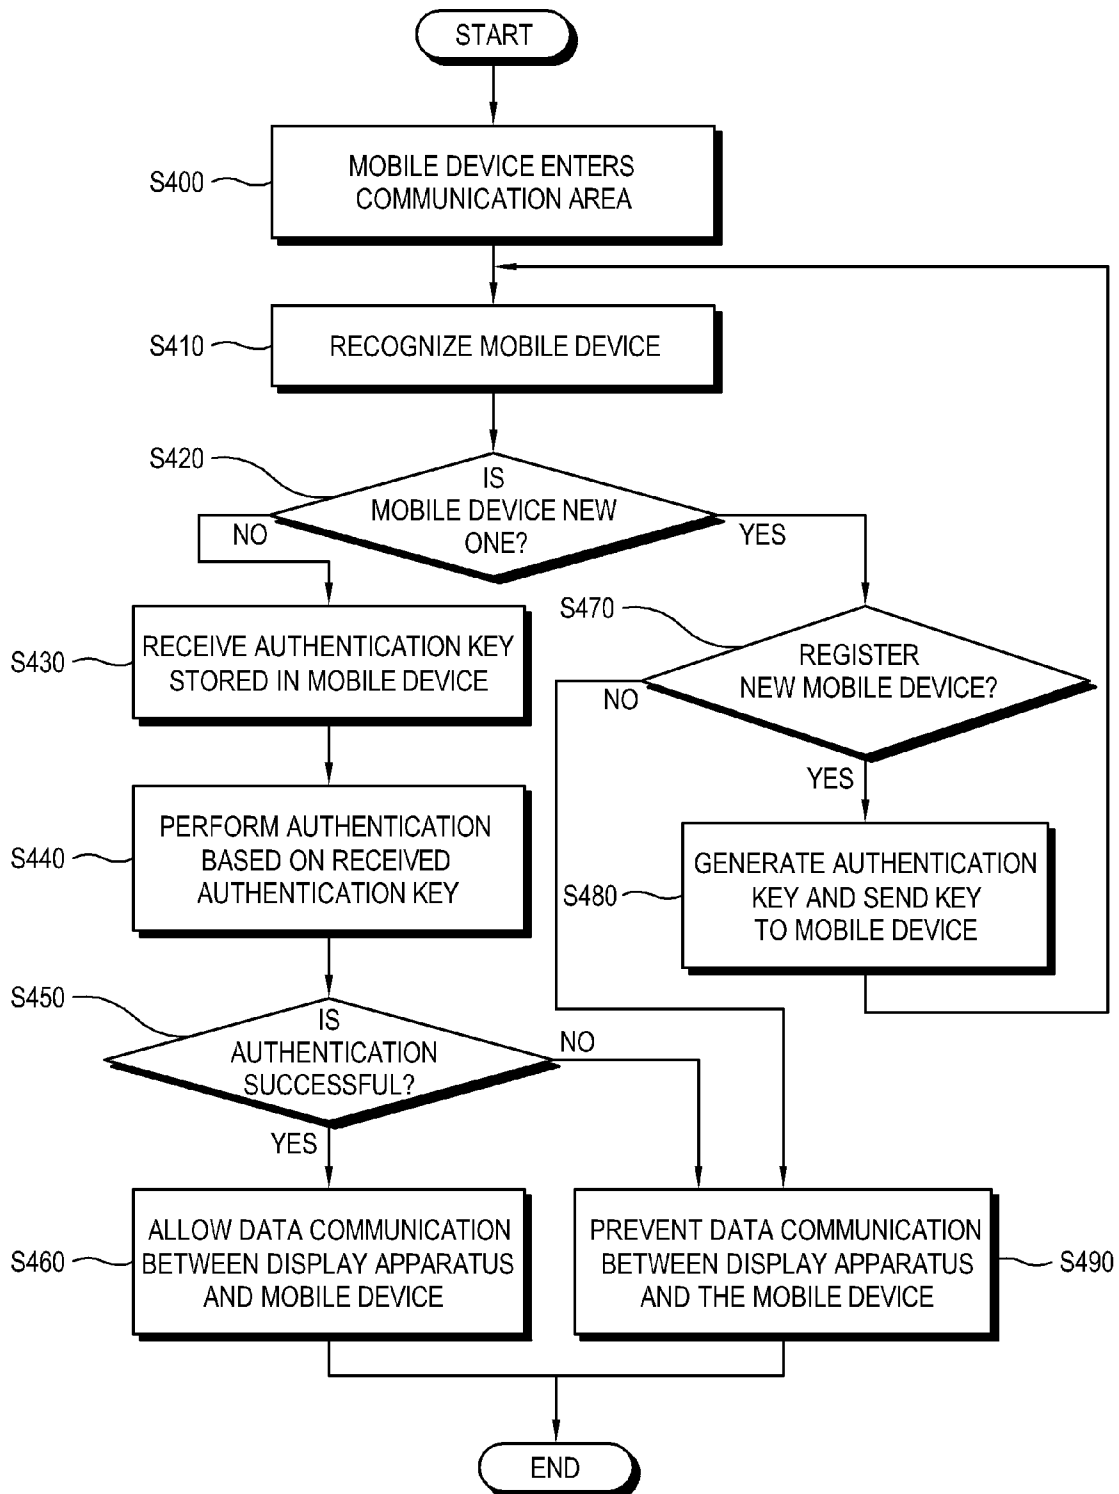 START
S400
MOBILE DEVICE ENTERS
COMMUNICATION AREA
S410
RECOGNIZE MOBILE DEVICE
S420
IS
MOBILE DEVICE NEW
ONE?
NO
YES
S430
RECEIVE AUTHENTICATION KEY
STORED IN MOBILE DEVICE
S470
REGISTER
NEW MOBILE DEVICE?
NO
YES
S440
PERFORM AUTHENTICATION
BASED ON RECEIVED
AUTHENTICATION KEY
S480
GENERATE AUTHENTICATION
KEY AND SEND KEY
TO MOBILE DEVICE
S450
IS
AUTHENTICATION
SUCCESSFUL?
NO
YES
S460
ALLOW DATA COMMUNICATION
BETWEEN DISPLAY APPARATUS
AND MOBILE DEVICE
PREVENT DATA COMMUNICATION
BETWEEN DISPLAY APPARATUS
AND THE MOBILE DEVICE
S490
END